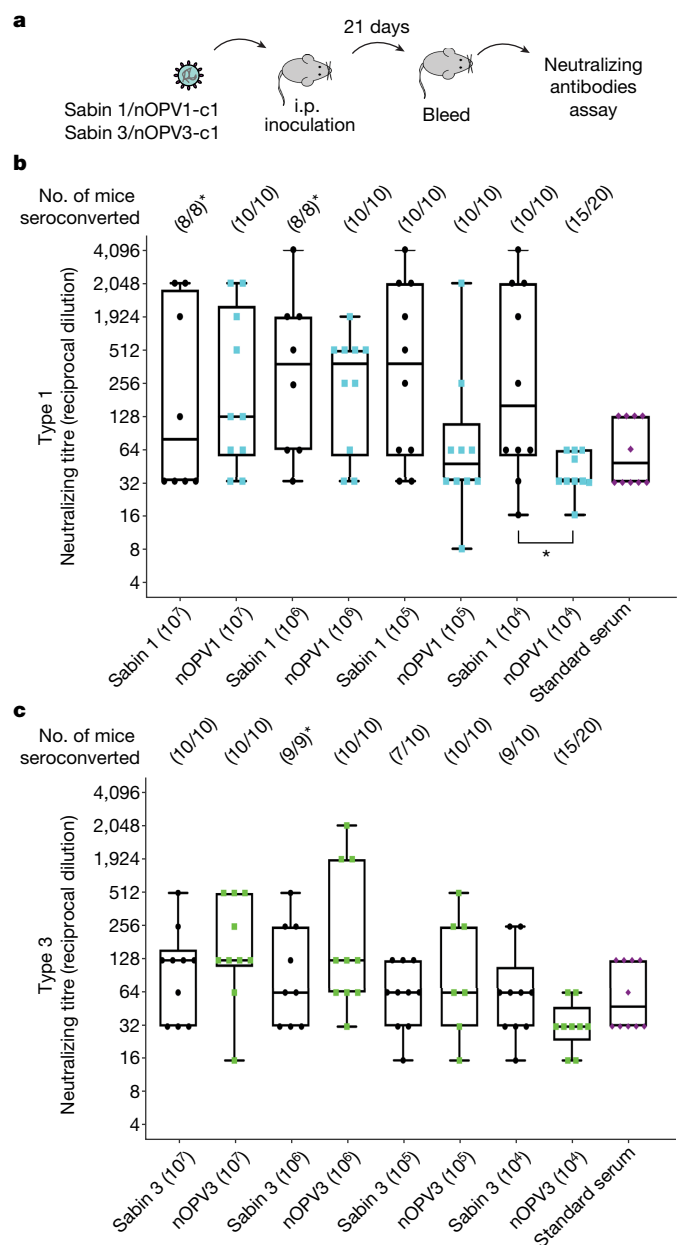 a
21 days
Sabin 1/nOPV1-c1
Sabin 3/nOPV3-c1
i.p.
inoculation
Bleed
Neutralizing
antibodies
assay
b
No. of mice
seroconverted
(8/8)*
(10/10)
(8/8)*
(10/10)
(10/10)
(10/10)
(10/10)
(15/20)
Type 1
Neutralizing titre (reciprocal dilution)
4,096
2,048
1,924
512
256
128
64
32
16
8
4
*
Sabin 1 (10⁷)
nOPV1 (10⁷)
Sabin 1 (10⁶)
nOPV1 (10⁶)
Sabin 1 (10⁵)
nOPV1 (10⁵)
Sabin 1 (10⁴)
nOPV1 (10⁴)
Standard serum
c
No. of mice
seroconverted
(10/10)
(10/10)
(9/9)*
(10/10)
(7/10)
(10/10)
(9/10)
(15/20)
Type 3
Neutralizing titre (reciprocal dilution)
4,096
2,048
1,924
512
256
128
64
32
16
8
4
Sabin 3 (10⁷)
nOPV3 (10⁷)
Sabin 3 (10⁶)
nOPV3 (10⁶)
Sabin 3 (10⁵)
nOPV3 (10⁵)
Sabin 3 (10⁴)
nOPV3 (10⁴)
Standard serum